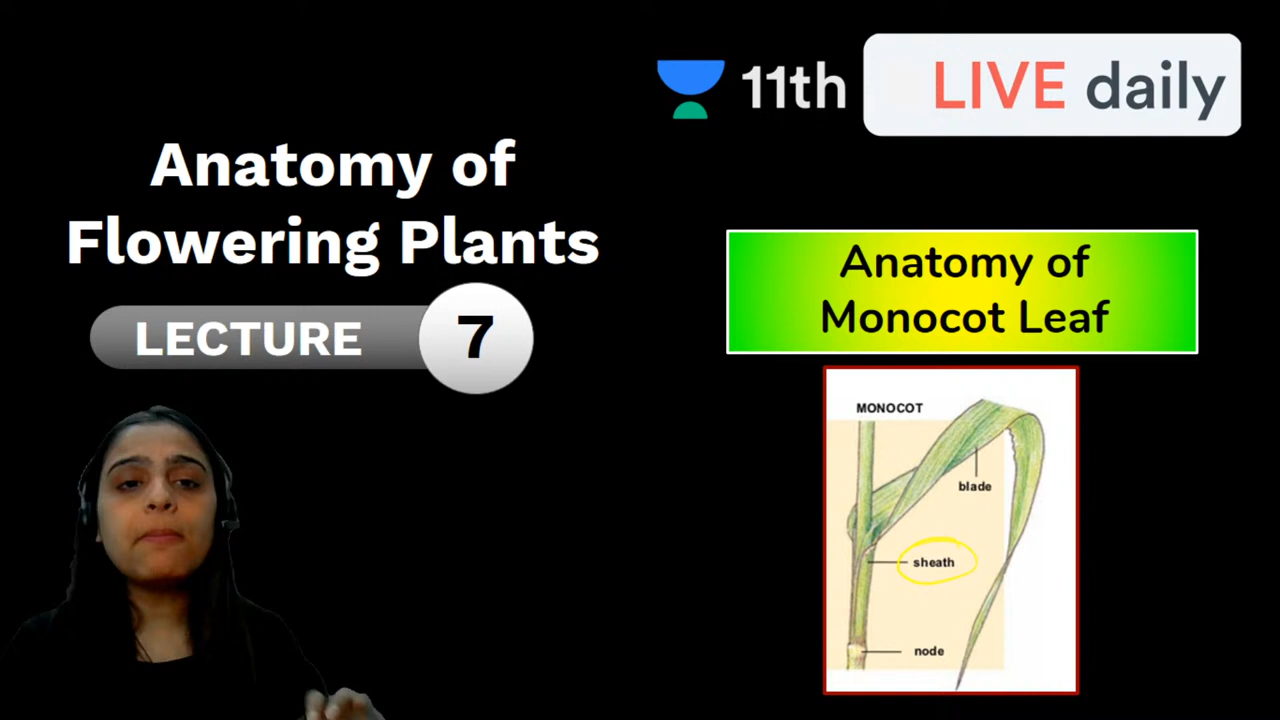 11th LIVE daily
Anatomy of
Flowering Plants
LECTURE 7
Anatomy of
Monocot Leaf
MONOCOT
blade
sheath
node